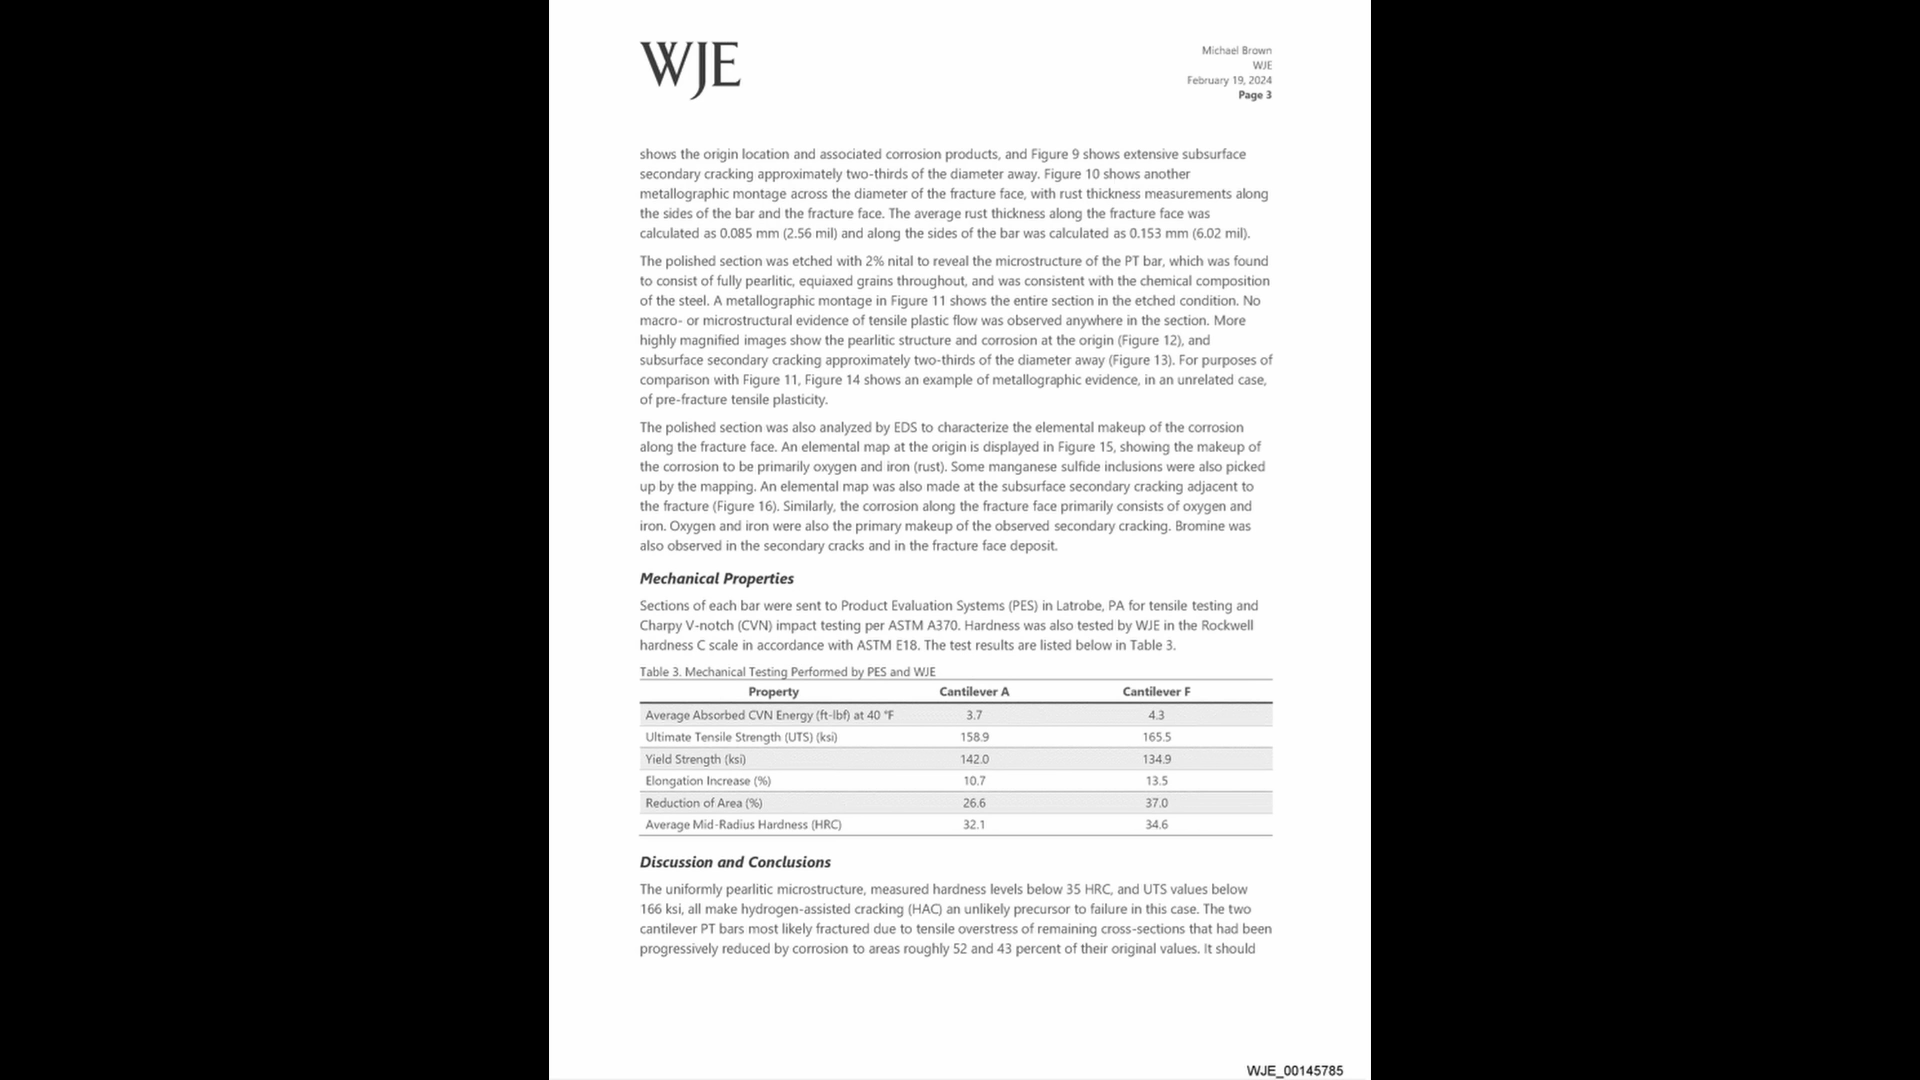 WJE
Michael Brown
WJE
February 19, 2024
Page 3
shows the origin location and associated corrosion products, and Figure 9 shows extensive subsurface
secondary cracking approximately two-thirds of the diameter away. Figure 10 shows another
metallographic montage across the diameter of the fracture face, with rust thickness measurements along
the sides of the bar and the fracture face. The average rust thickness along the fracture face was
calculated as 0.085 mm (2.56 mil) and along the sides of the bar was calculated as 0.153 mm (6.02 mil).
The polished section was etched with 2% nital to reveal the microstructure of the PT bar, which was found
to consist of fully pearlitic, equiaxed grains throughout, and was consistent with the chemical composition
of the steel. A metallographic montage in Figure 11 shows the entire section in the etched condition. No
macro- or microstructural evidence of tensile plastic flow was observed anywhere in the section. More
highly magnified images show the pearlitic structure and corrosion at the origin (Figure 12), and
subsurface secondary cracking approximately two-thirds of the diameter away (Figure 13). For purposes of
comparison with Figure 11, Figure 14 shows an example of metallographic evidence, in an unrelated case,
of pre-fracture tensile plasticity.
The polished section was also analyzed by EDS to characterize the elemental makeup of the corrosion
along the fracture face. An elemental map at the origin is displayed in Figure 15, showing the makeup of
the corrosion to be primarily oxygen and iron (rust). Some manganese sulfide inclusions were also picked
up by the mapping. An elemental map was also made at the subsurface secondary cracking adjacent to
the fracture (Figure 16). Similarly, the corrosion along the fracture face primarily consists of oxygen and
iron. Oxygen and iron were also the primary makeup of the observed secondary cracking. Bromine was
also observed in the secondary cracks and in the fracture face deposit.
Mechanical Properties
Sections of each bar were sent to Product Evaluation Systems (PES) in Latrobe, PA for tensile testing and
Charpy V-notch (CVN) impact testing per ASTM A370. Hardness was also tested by WJE in the Rockwell
hardness C scale in accordance with ASTM E18. The test results are listed below in Table 3.
Table 3. Mechanical Testing Performed by PES and WJE
Property Cantilever A Cantilever F
Average Absorbed CVN Energy (ft-lbf) at 40 °F 3.7 4.3
Ultimate Tensile Strength (UTS) (ksi) 158.9 165.5
Yield Strength (ksi) 142.0 134.9
Elongation Increase (%) 10.7 13.5
Reduction of Area (%) 26.6 37.0
Average Mid-Radius Hardness (HRC) 32.1 34.6
Discussion and Conclusions
The uniformly pearlitic microstructure, measured hardness levels below 35 HRC, and UTS values below
166 ksi, all make hydrogen-assisted cracking (HAC) an unlikely precursor to failure in this case. The two
cantilever PT bars most likely fractured due to tensile overstress of remaining cross-sections that had been
progressively reduced by corrosion to areas roughly 52 and 43 percent of their original values. It should
WJE_00145785